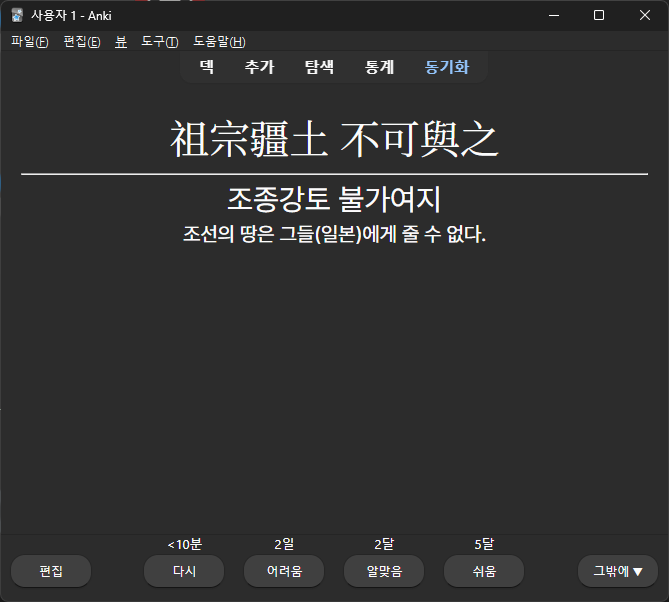 사용자 1 - Anki
파일(F) 편집(E) 뷰 도구(T) 도움말(H)
덱 추가 탐색 통계 동기화
祖宗疆土 不可與之
조종강토 불가여지
조선의 땅은 그들(일본)에게 줄 수 없다.
<10분 2일 2달 5달
편집 다시 어려움 알맞음 쉬움 그밖에 ▼